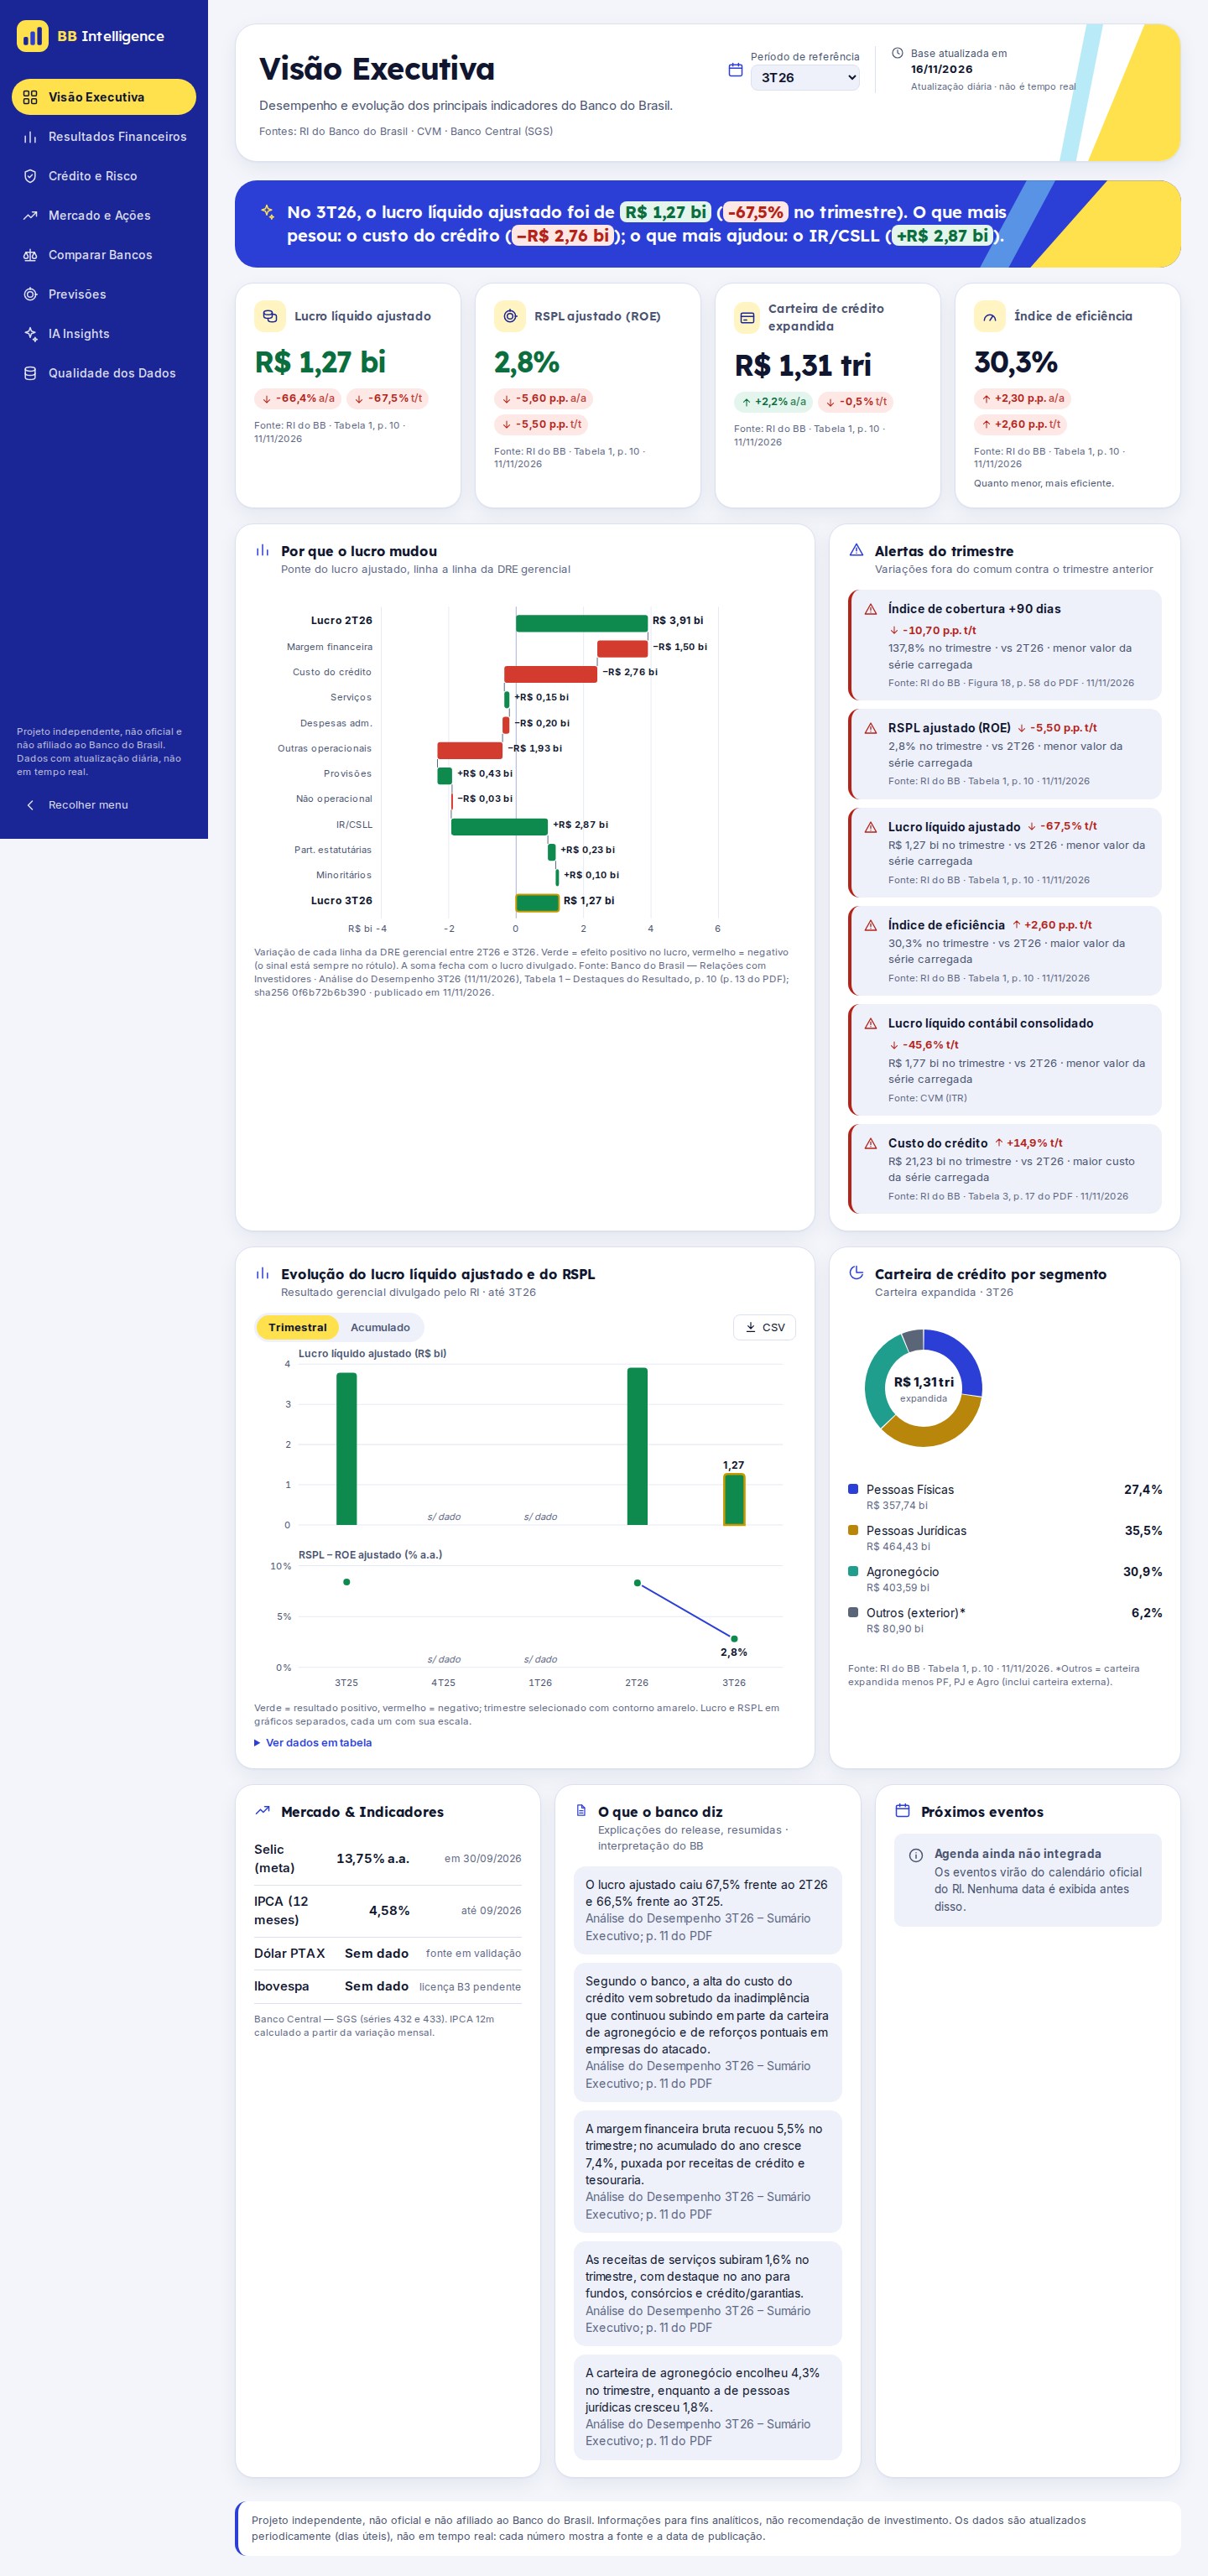 BB Intelligence
Visão Executiva
Resultados Financeiros
Crédito e Risco
Mercado e Ações
Comparar Bancos
Previsões
IA Insights
Qualidade dos Dados
Projeto independente, não oficial e
não afiliado ao Banco do Brasil.
Dados com atualização diária, não
em tempo real.
Recolher menu
Visão Executiva
Desempenho e evolução dos principais indicadores do Banco do Brasil.
Fontes: RI do Banco do Brasil · CVM · Banco Central (SGS)
Período de referência
3T26
Base atualizada em
16/11/2026
Atualização diária · não é tempo real
No 3T26, o lucro líquido ajustado foi de R$ 1,27 bi (-67,5% no trimestre). O que mais
pesou: o custo do crédito (−R$ 2,76 bi); o que mais ajudou: o IR/CSLL (+R$ 2,87 bi).
Lucro líquido ajustado
R$ 1,27 bi
↓ -66,4% a/a ↓ -67,5% t/t
Fonte: RI do BB · Tabela 1, p. 10 ·
11/11/2026
RSPL ajustado (ROE)
2,8%
↓ -5,60 p.p. a/a
↓ -5,50 p.p. t/t
Fonte: RI do BB · Tabela 1, p. 10 ·
11/11/2026
Carteira de crédito
expandida
R$ 1,31 tri
↑ +2,2% a/a ↓ -0,5% t/t
Fonte: RI do BB · Tabela 1, p. 10 ·
11/11/2026
Índice de eficiência
30,3%
↑ +2,30 p.p. a/a
↑ +2,60 p.p. t/t
Fonte: RI do BB · Tabela 1, p. 10 ·
11/11/2026
Quanto menor, mais eficiente.
Por que o lucro mudou
Ponte do lucro ajustado, linha a linha da DRE gerencial
Lucro 2T26 R$ 3,91 bi
Margem financeira −R$ 1,50 bi
Custo do crédito −R$ 2,76 bi
Serviços +R$ 0,15 bi
Despesas adm. −R$ 0,20 bi
Outras operacionais −R$ 1,93 bi
Provisões +R$ 0,43 bi
Não operacional −R$ 0,03 bi
IR/CSLL +R$ 2,87 bi
Part. estatutárias +R$ 0,23 bi
Minoritários +R$ 0,10 bi
Lucro 3T26 R$ 1,27 bi
R$ bi -4 -2 0 2 4 6
Variação de cada linha da DRE gerencial entre 2T26 e 3T26. Verde = efeito positivo no lucro, vermelho = negativo
(o sinal está sempre no rótulo). A soma fecha com o lucro divulgado. Fonte: Banco do Brasil — Relações com
Investidores · Análise do Desempenho 3T26 (11/11/2026), Tabela 1 – Destaques do Resultado, p. 10 (p. 13 do PDF);
sha256 0f6b72b6b390 · publicado em 11/11/2026.
Alertas do trimestre
Variações fora do comum contra o trimestre anterior
Índice de cobertura +90 dias
↓ -10,70 p.p. t/t
137,8% no trimestre · vs 2T26 · menor valor da
série carregada
Fonte: RI do BB · Figura 18, p. 58 do PDF · 11/11/2026
RSPL ajustado (ROE) ↓ -5,50 p.p. t/t
2,8% no trimestre · vs 2T26 · menor valor da
série carregada
Fonte: RI do BB · Tabela 1, p. 10 · 11/11/2026
Lucro líquido ajustado ↓ -67,5% t/t
R$ 1,27 bi no trimestre · vs 2T26 · menor valor da
série carregada
Fonte: RI do BB · Tabela 1, p. 10 · 11/11/2026
Índice de eficiência ↑ +2,60 p.p. t/t
30,3% no trimestre · vs 2T26 · maior valor da
série carregada
Fonte: RI do BB · Tabela 1, p. 10 · 11/11/2026
Lucro líquido contábil consolidado
↓ -45,6% t/t
R$ 1,77 bi no trimestre · vs 2T26 · menor valor da
série carregada
Fonte: CVM (ITR)
Custo do crédito ↑ +14,9% t/t
R$ 21,23 bi no trimestre · vs 2T26 · maior custo
da série carregada
Fonte: RI do BB · Tabela 3, p. 17 do PDF · 11/11/2026
Evolução do lucro líquido ajustado e do RSPL
Resultado gerencial divulgado pelo RI · até 3T26
Trimestral Acumulado
CSV
Lucro líquido ajustado (R$ bi)
4
3
2
1
0
s/ dado s/ dado
1,27
RSPL – ROE ajustado (% a.a.)
10%
5%
0%
s/ dado s/ dado
2,8%
3T25 4T25 1T26 2T26 3T26
Verde = resultado positivo, vermelho = negativo; trimestre selecionado com contorno amarelo. Lucro e RSPL em
gráficos separados, cada um com sua escala.
▶ Ver dados em tabela
Carteira de crédito por segmento
Carteira expandida · 3T26
R$ 1,31 tri
expandida
Pessoas Físicas 27,4%
R$ 357,74 bi
Pessoas Jurídicas 35,5%
R$ 464,43 bi
Agronegócio 30,9%
R$ 403,59 bi
Outros (exterior)* 6,2%
R$ 80,90 bi
Fonte: RI do BB · Tabela 1, p. 10 · 11/11/2026. *Outros = carteira
expandida menos PF, PJ e Agro (inclui carteira externa).
Mercado & Indicadores
Selic
(meta) 13,75% a.a. em 30/09/2026
IPCA (12
meses) 4,58% até 09/2026
Dólar PTAX Sem dado fonte em validação
Ibovespa Sem dado licença B3 pendente
Banco Central — SGS (séries 432 e 433). IPCA 12m
calculado a partir da variação mensal.
O que o banco diz
Explicações do release, resumidas ·
interpretação do BB
O lucro ajustado caiu 67,5% frente ao 2T26
e 66,5% frente ao 3T25.
Análise do Desempenho 3T26 – Sumário
Executivo; p. 11 do PDF
Segundo o banco, a alta do custo do
crédito vem sobretudo da inadimplência
que continuou subindo em parte da carteira
de agronegócio e de reforços pontuais em
empresas do atacado.
Análise do Desempenho 3T26 – Sumário
Executivo; p. 11 do PDF
A margem financeira bruta recuou 5,5% no
trimestre; no acumulado do ano cresce
7,4%, puxada por receitas de crédito e
tesouraria.
Análise do Desempenho 3T26 – Sumário
Executivo; p. 11 do PDF
As receitas de serviços subiram 1,6% no
trimestre, com destaque no ano para
fundos, consórcios e crédito/garantias.
Análise do Desempenho 3T26 – Sumário
Executivo; p. 11 do PDF
A carteira de agronegócio encolheu 4,3%
no trimestre, enquanto a de pessoas
jurídicas cresceu 1,8%.
Análise do Desempenho 3T26 – Sumário
Executivo; p. 11 do PDF
Próximos eventos
Agenda ainda não integrada
Os eventos virão do calendário oficial
do RI. Nenhuma data é exibida antes
disso.
Projeto independente, não oficial e não afiliado ao Banco do Brasil. Informações para fins analíticos, não recomendação de investimento. Os dados são atualizados
periodicamente (dias úteis), não em tempo real: cada número mostra a fonte e a data de publicação.